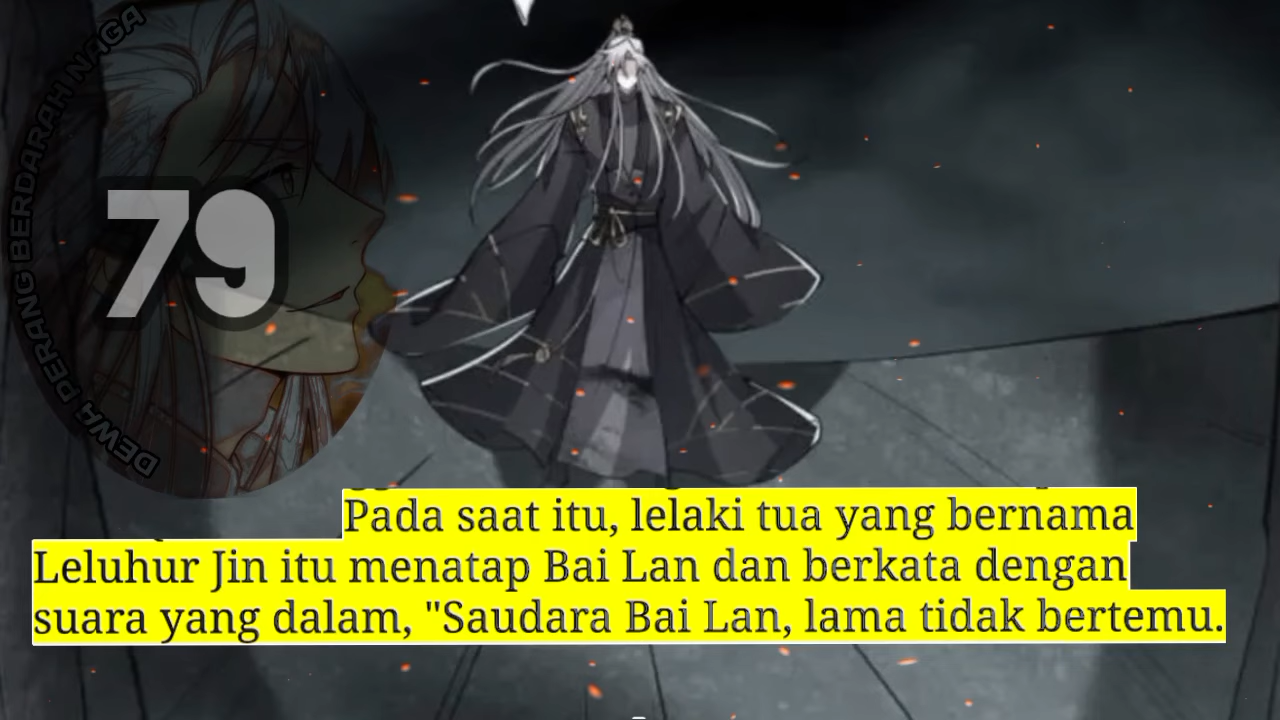 DEWA PERANG BERDARAH NAGA
79
Pada saat itu, lelaki tua yang bernama
Leluhur Jin itu menatap Bai Lan dan berkata dengan
suara yang dalam, "Saudara Bai Lan, lama tidak bertemu.